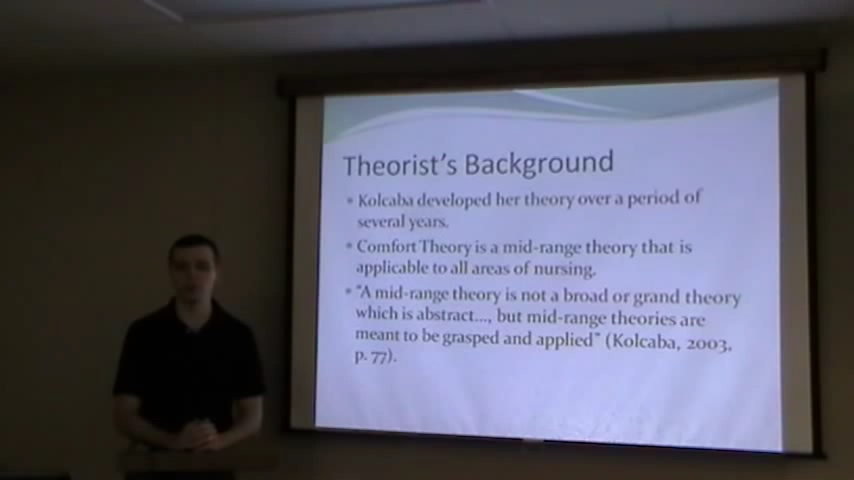 Theorist's Background
• Kolcaba developed her theory over a period of
several years.
• Comfort Theory is a mid-range theory that is
applicable to all areas of nursing.
• "A mid-range theory is not a broad or grand theory
which is abstract..., but mid-range theories are
meant to be grasped and applied" (Kolcaba, 2003,
p. 77).